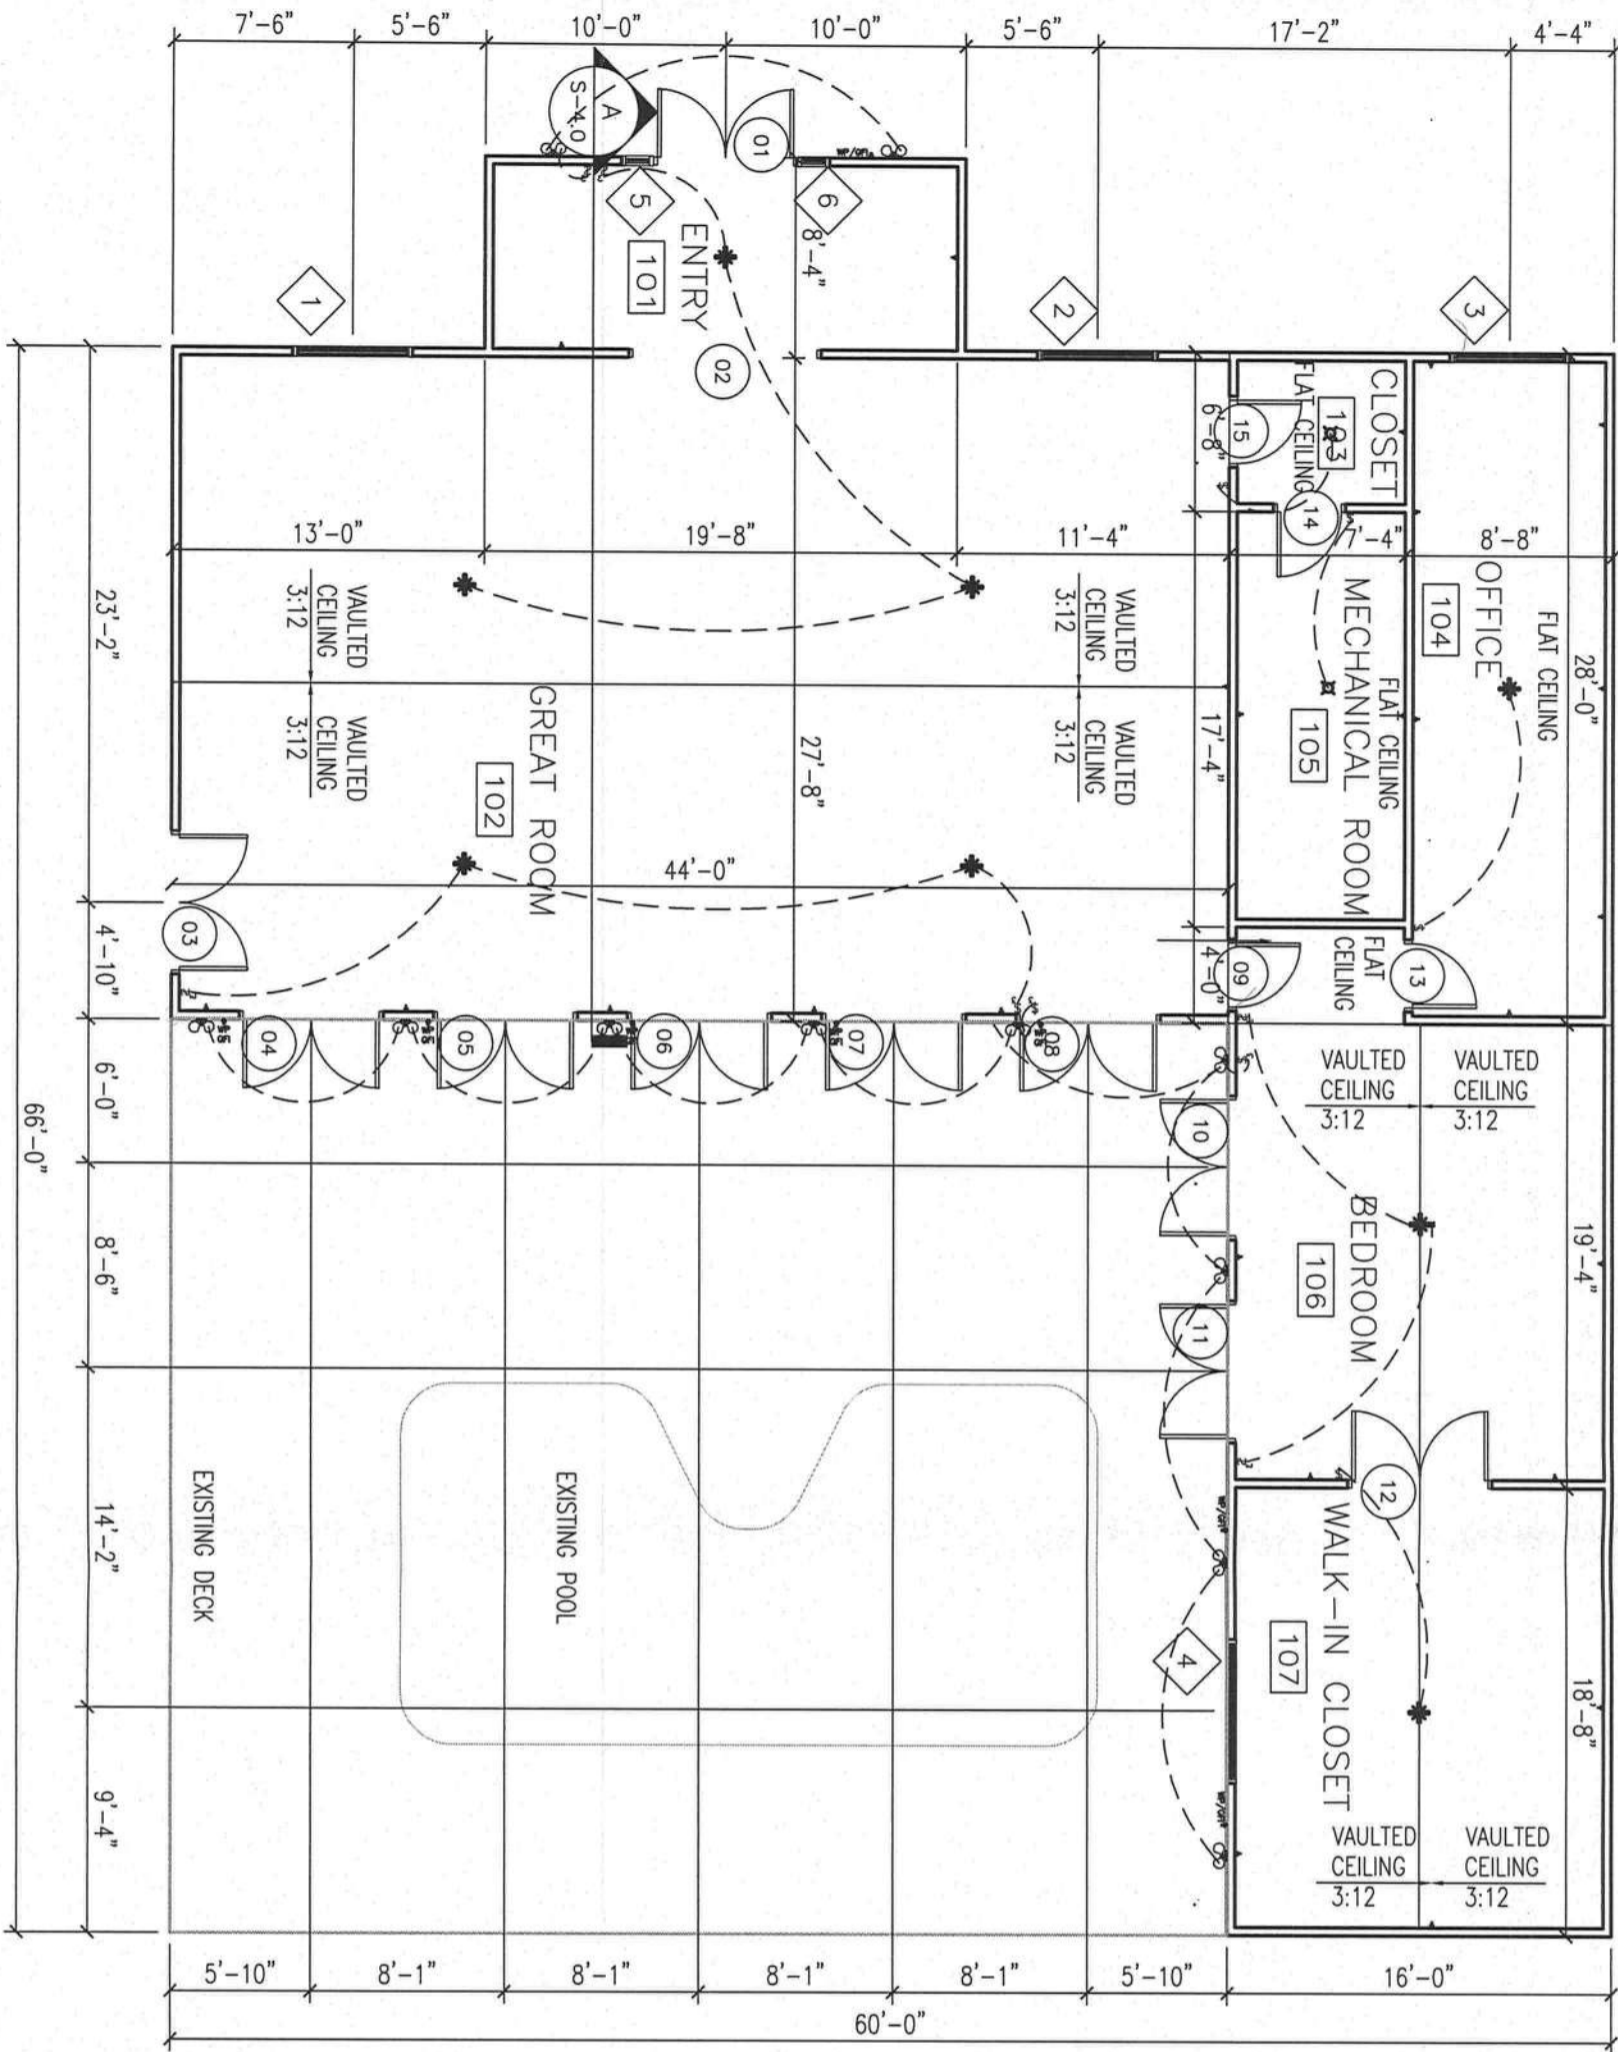 7'-6"
5'-6"
10'-0"
10'-0"
5'-6"
17'-2"
4'-4"
A
S-4.0
01
5
6
ENTRY
101
8'-4"
1
2
3
02
CLOSET
103
FLAT CEILING
15
6'-8"
14
13'-0"
19'-8"
11'-4"
7'-4"
8'-8"
OFFICE
104
FLAT CEILING
28'-0"
MECHANICAL ROOM
105
FLAT CEILING
VAULTED
CEILING
3:12
VAULTED
CEILING
3:12
VAULTED
CEILING
3:12
VAULTED
CEILING
3:12
GREAT ROOM
102
27'-8"
17'-4"
44'-0"
23'-2"
03
4'-10"
4'-0"
09
FLAT
CEILING
13
04
05
06
07
08
6'-0"
66'-0"
10
VAULTED
CEILING
3:12
VAULTED
CEILING
3:12
BEDROOM
106
19'-4"
8'-6"
11
12
EXISTING DECK
EXISTING POOL
14'-2"
WP/GFI
4
WALK-IN CLOSET
107
18'-8"
9'-4"
WP/GFI
VAULTED
CEILING
3:12
VAULTED
CEILING
3:12
5'-10"
8'-1"
8'-1"
8'-1"
8'-1"
5'-10"
16'-0"
60'-0"